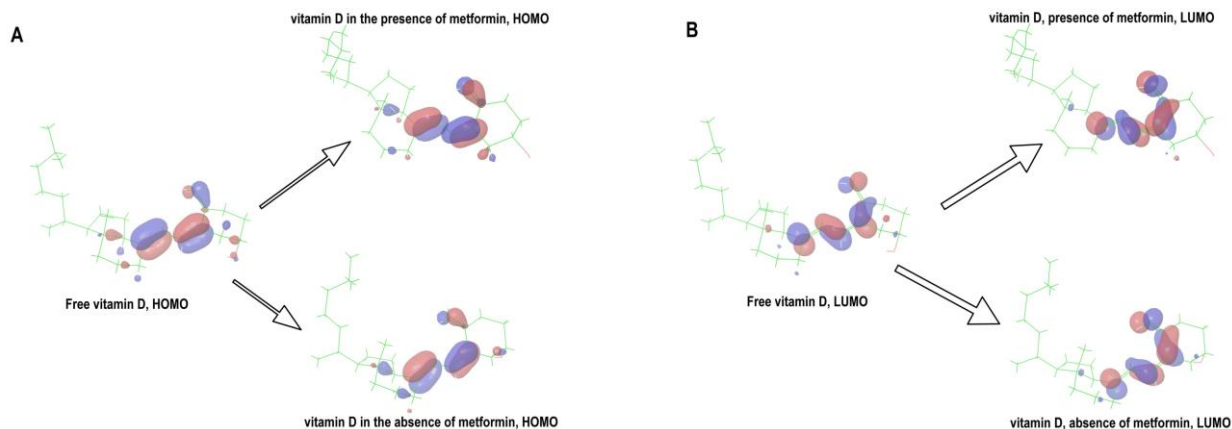 A
vitamin D in the presence of metformin, HOMO
Free vitamin D, HOMO
vitamin D in the absence of metformin, HOMO
B
vitamin D, presence of metformin, LUMO
Free vitamin D, LUMO
vitamin D, absence of metformin, LUMO